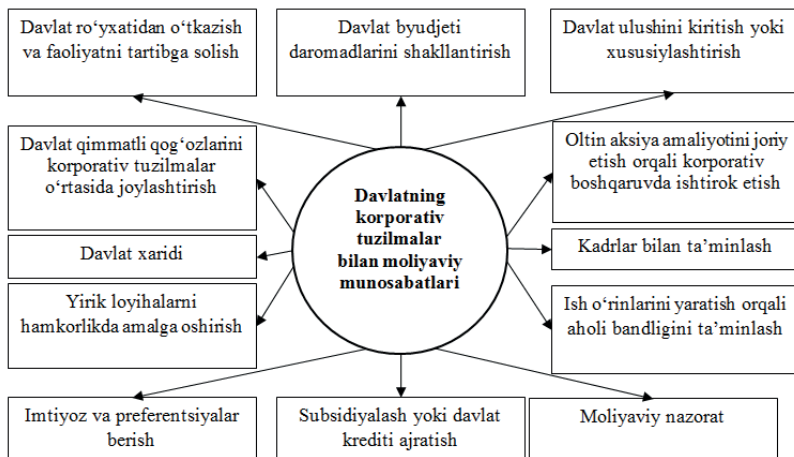 Davlat ro‘yxatidan o‘tkazish
va faoliyatni tartibga solish
Davlat byudjeti
daromadlarini shakllantirish
Davlat ulushini kiritish yoki
xususiylashtirish
Davlat qimmatli qog‘ozlarini
korporativ tuzilmalar
o‘rtasida joylashtirish
Davlat xaridi
Yirik loyihalarni
hamkorlikda amalga oshirish
Davlatning
korporativ
tuzilmalar
bilan moliyaviy
munosabatlari
Oltin aksiya amaliyotini joriy
etish orqali korporativ
boshqaruvda ishtirok etish
Kadrlar bilan ta’minlash
Ish o‘rinlarini yaratish orqali
aholi bandligini ta’minlash
Imtiyoz va preferentsiyalar
berish
Subsidiyalash yoki davlat
krediti ajratish
Moliyaviy nazorat